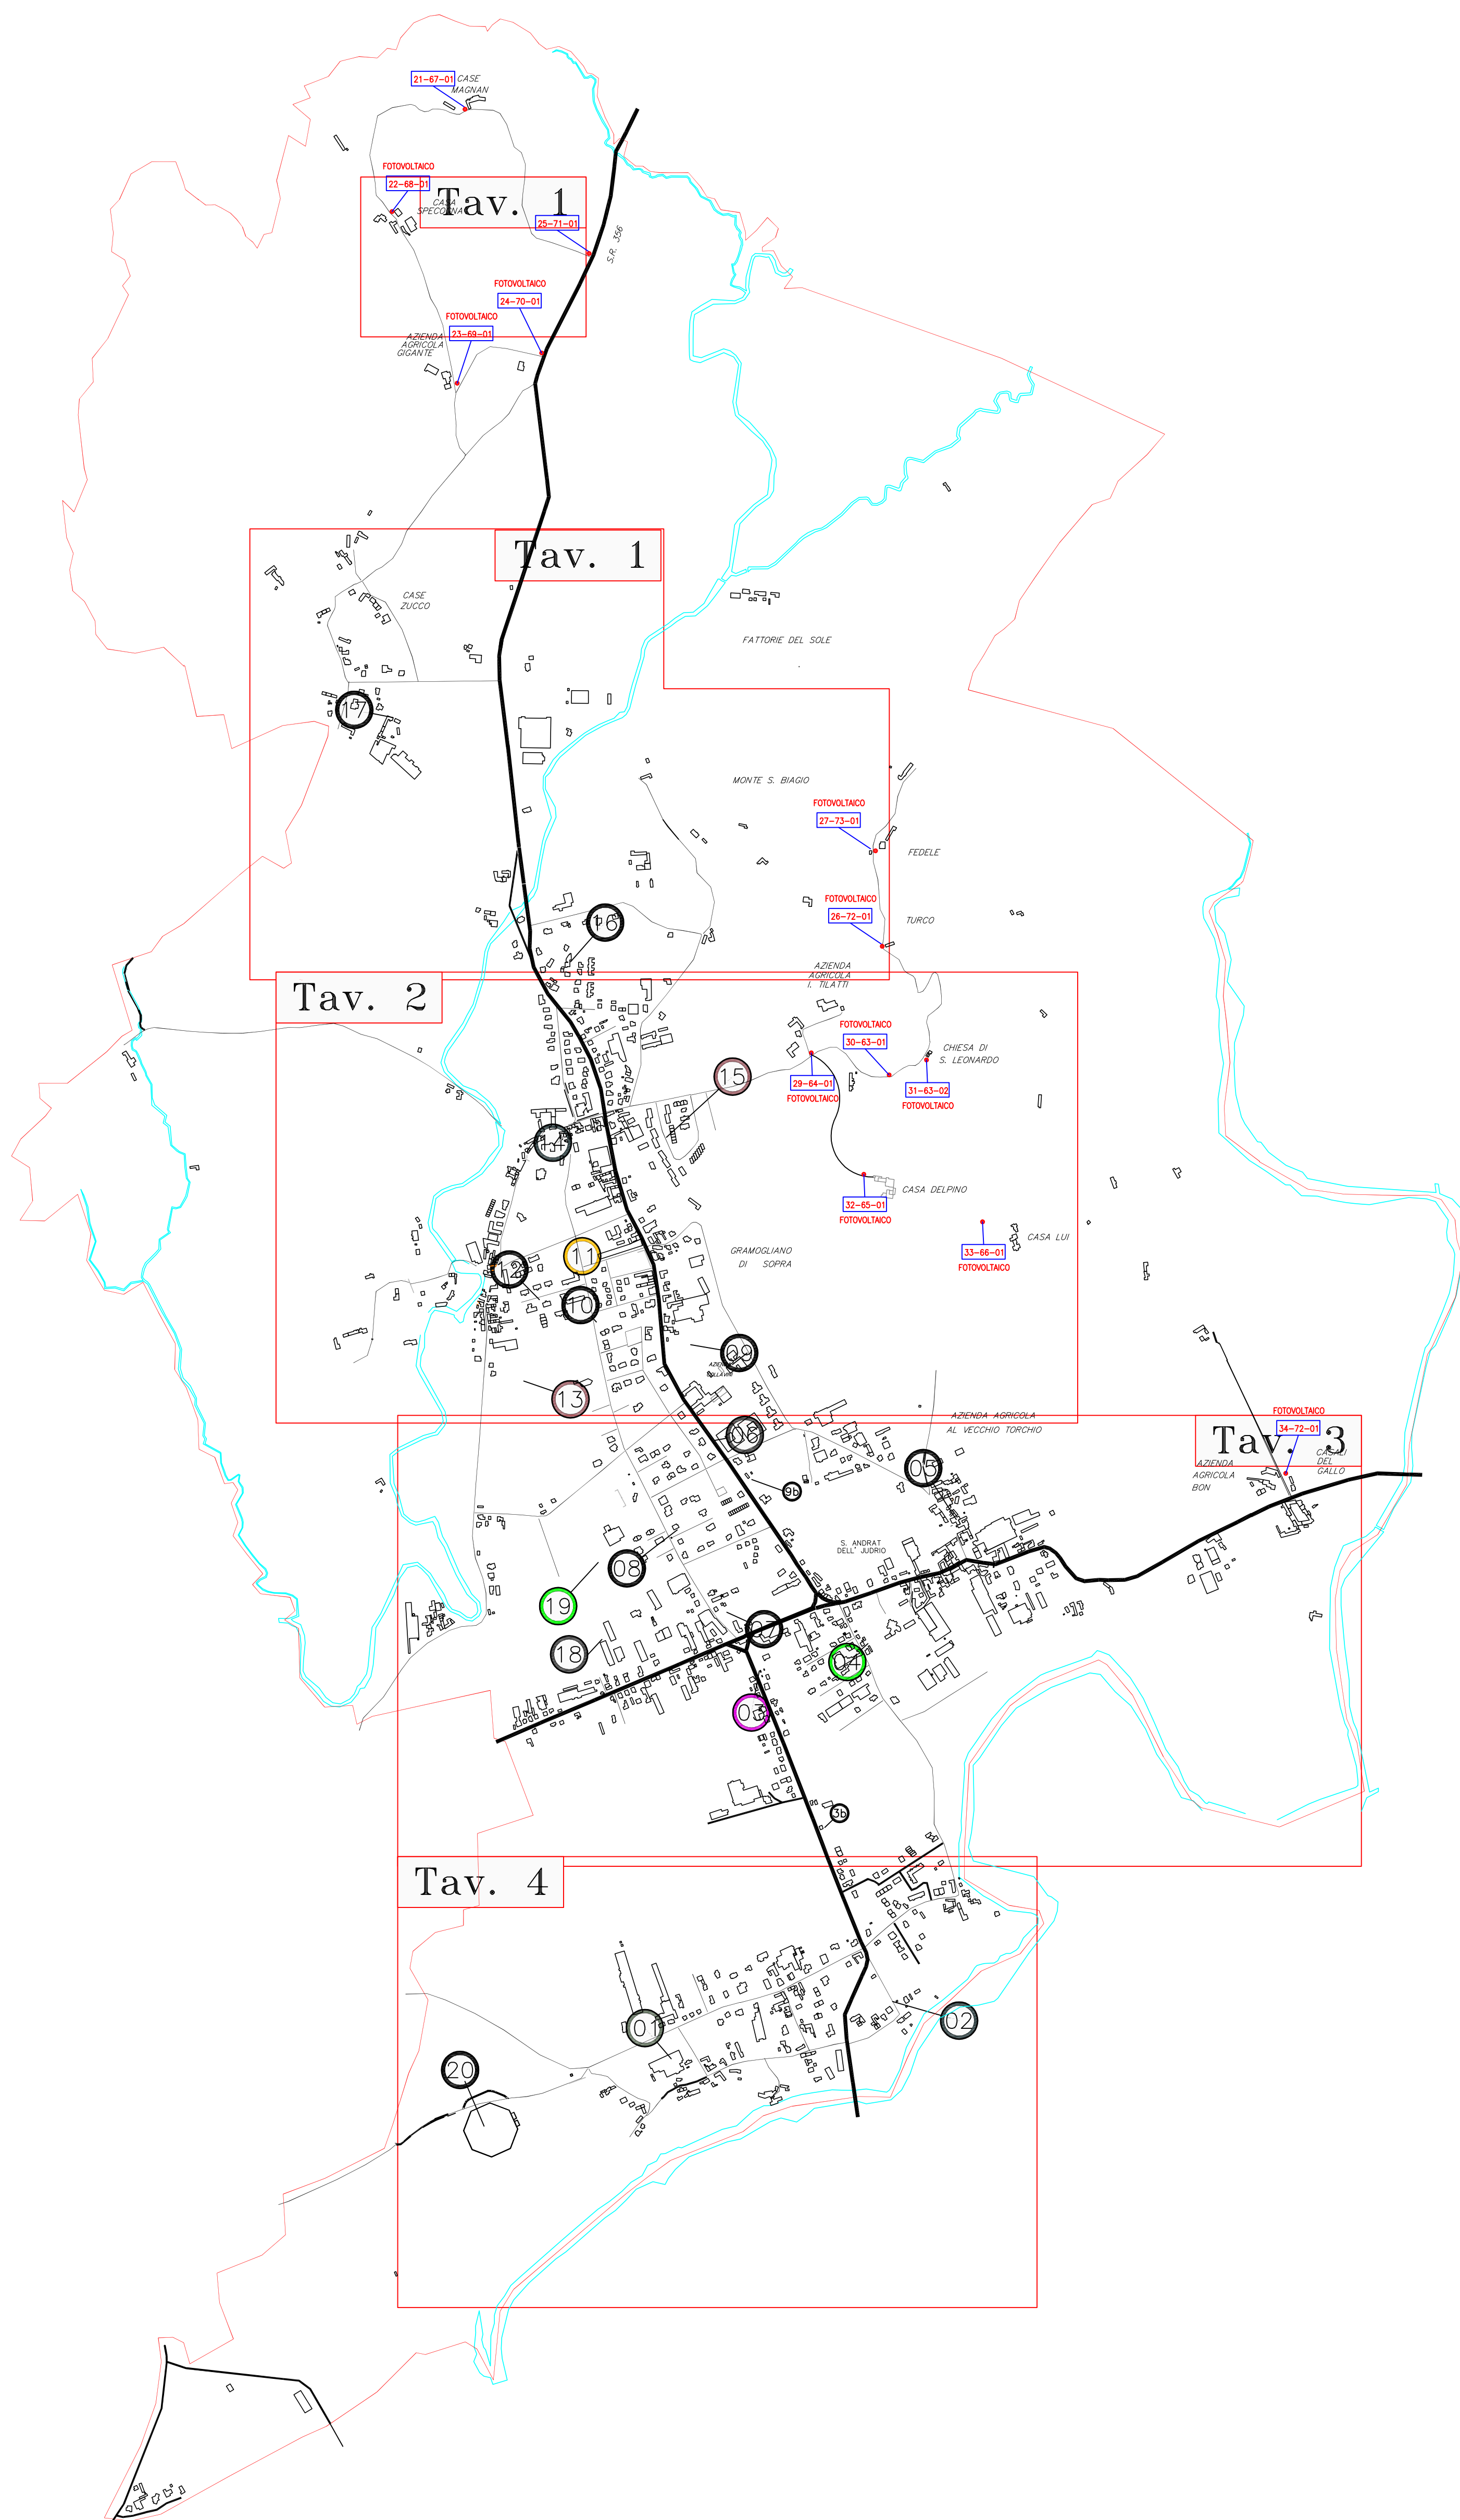 21-67-01
CASE
MAGNAN
FOTOVOLTAICO
22-68-01
Tav. 1
CASA
SPECOGNA
25-71-01
S.R. 356
FOTOVOLTAICO
24-70-01
FOTOVOLTAICO
23-69-01
AZIENDA
AGRICOLA
GIGANTE
Tav. 1
CASE
ZUCCO
FATTORIE DEL SOLE
17
MONTE S. BIAGIO
FOTOVOLTAICO
27-73-01
FEDELE
FOTOVOLTAICO
26-72-01
TURCO
16
AZIENDA
AGRICOLA
I. TILATTI
Tav. 2
FOTOVOLTAICO
30-63-01
CHIESA DI
S. LEONARDO
15
29-64-01
FOTOVOLTAICO
31-63-02
FOTOVOLTAICO
14
CASA DELPINO
32-65-01
FOTOVOLTAICO
CASA LUI
33-66-01
FOTOVOLTAICO
GRAMOGLIANO
DI SOPRA
11
12
10
09
AZIENDA
13
06
AZIENDA AGRICOLA
AL VECCHIO TORCHIO
FOTOVOLTAICO
34-72-01
Tav. 3
CASALI
DEL
GALLO
AZIENDA
AGRICOLA
BON
05
9b
S. ANDRAT
DELL' JUDRIO
08
19
07
18
04
03
3b
Tav. 4
01
02
20